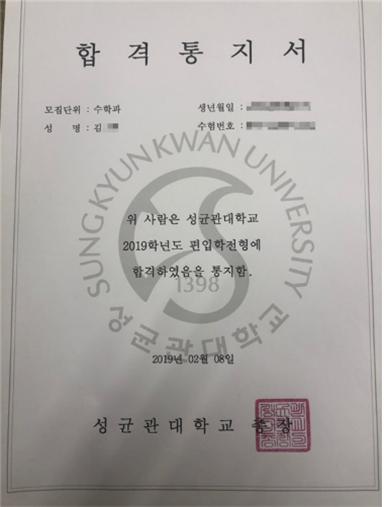 합격통지서
모집단위 : 수학과
생년월일 :
성 명 : 김
수험번호 :
SUNGKYUNKWAN UNIVERSITY
위 사람은 성균관대학교
2019학년도 편입학전형에
합격하였음을 통지함.
1398
성균관대학교
2019년 02월 08일
성균관대학교 총장